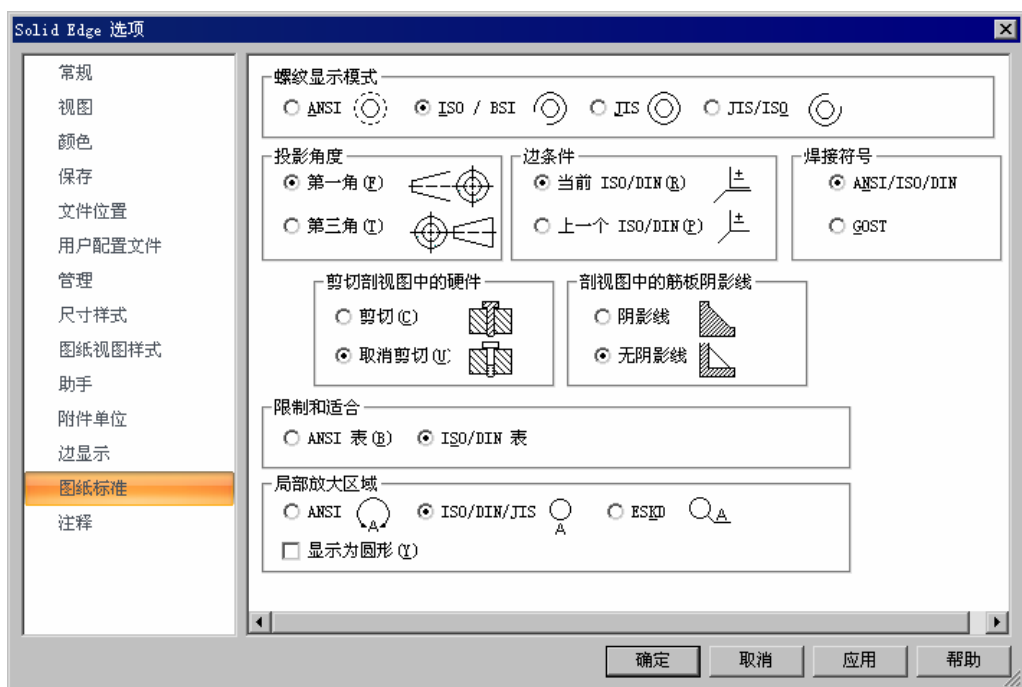 Solid Edge 选项
常规
视图
颜色
保存
文件位置
用户配置文件
管理
尺寸样式
图纸视图样式
助手
附件单位
边显示
图纸标准
注释
螺纹显示模式
ANSI ISO / BSI JIS JIS/ISO
投影角度
第一角(F)
第三角(T)
边条件
当前 ISO/DIN(R)
上一个 ISO/DIN(P)
焊接符号
ANSI/ISO/DIN
GOST
剪切剖视图中的硬件
剪切(C)
取消剪切(U)
剖视图中的筋板阴影线
阴影线
无阴影线
限制和适合
ANSI 表(B) ISO/DIN 表
局部放大区域
ANSI A ISO/DIN/JIS A ESKD A
显示为圆形(Y)
确定 取消 应用 帮助